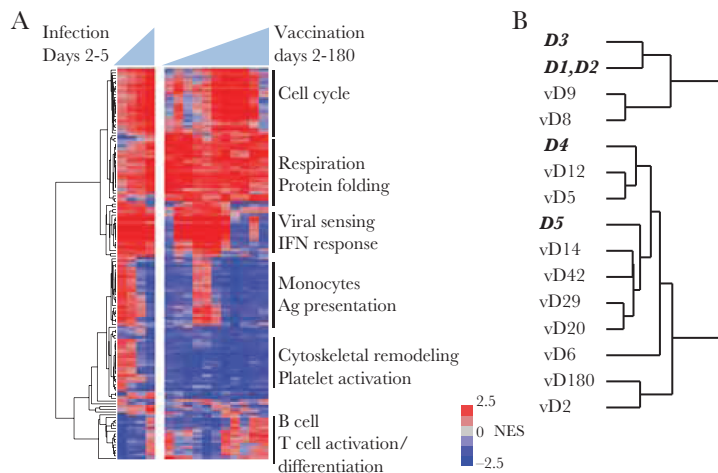 A
Infection
Days 2-5
Vaccination
days 2-180
Cell cycle
Respiration
Protein folding
Viral sensing
IFN response
Monocytes
Ag presentation
Cytoskeletal remodeling
Platelet activation
B cell
T cell activation/
differentiation
2.5
0 NES
−2.5
B
D3
D1,D2
vD9
vD8
D4
vD12
vD5
D5
vD14
vD42
vD29
vD20
vD6
vD180
vD2